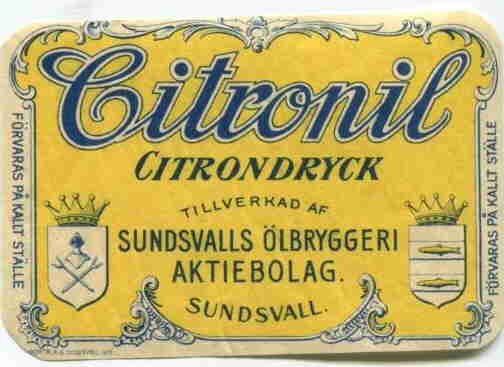 Citronil
CITRONDRYCK
TILLVERKAD AF
SUNDSVALLS ÖLBRYGGERI
AKTIEBOLAG.
SUNDSVALL.
FÖRVARAS PÅ KALLT STÄLLE
FÖRVARAS PÅ KALLT STÄLLE